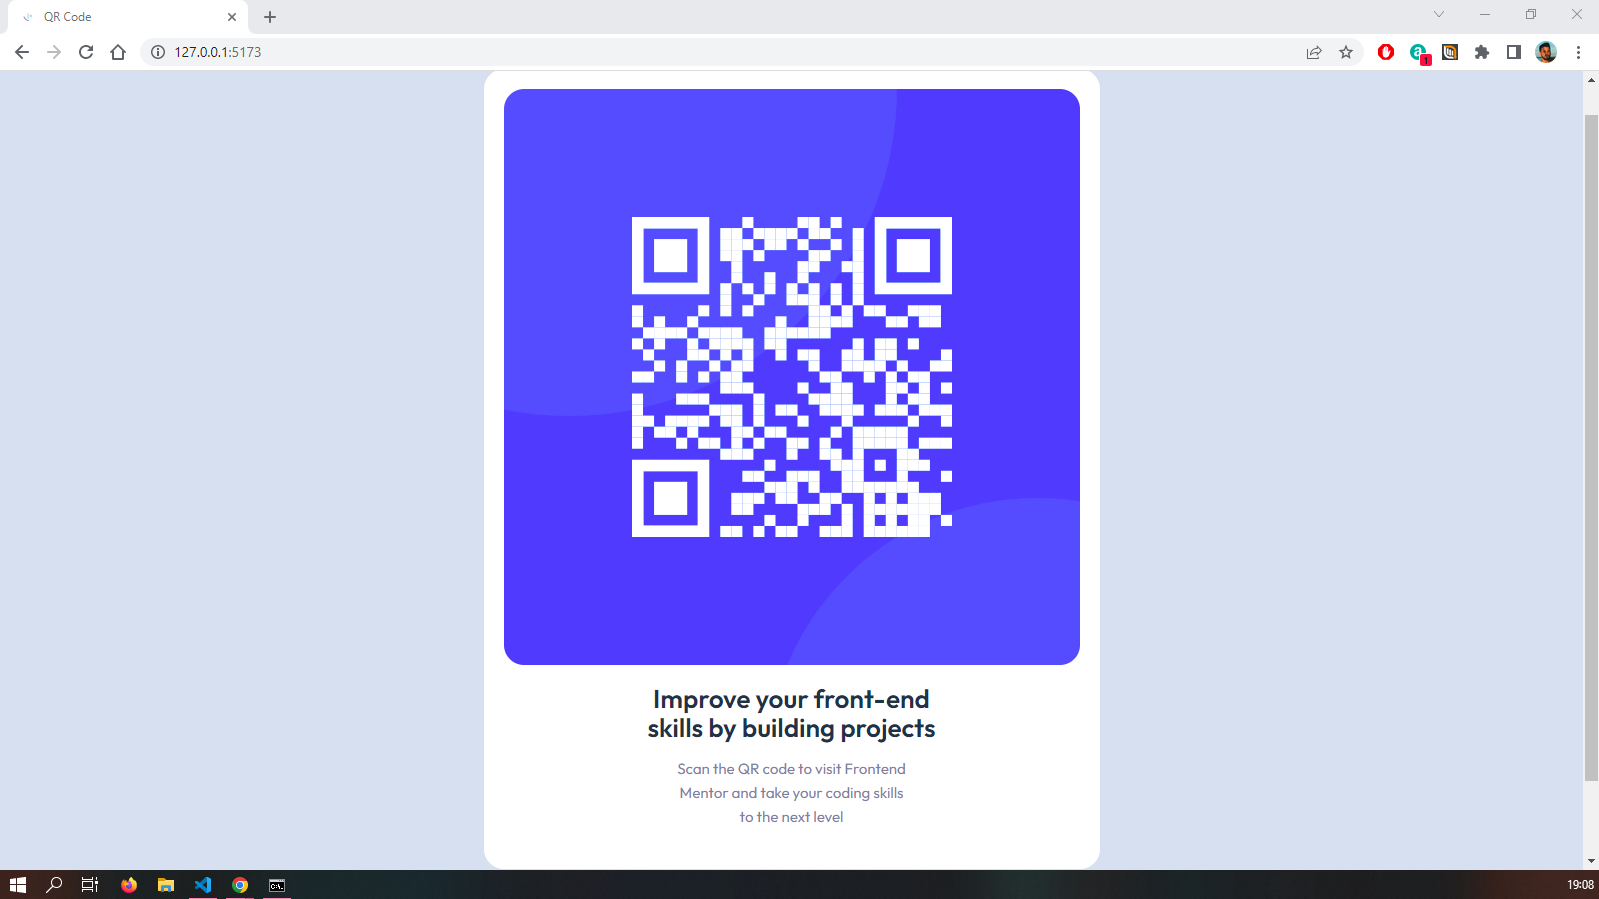 QR Code
127.0.0.1:5173
1
Improve your front-end
skills by building projects
Scan the QR code to visit Frontend
Mentor and take your coding skills
to the next level
C:\.
19:08